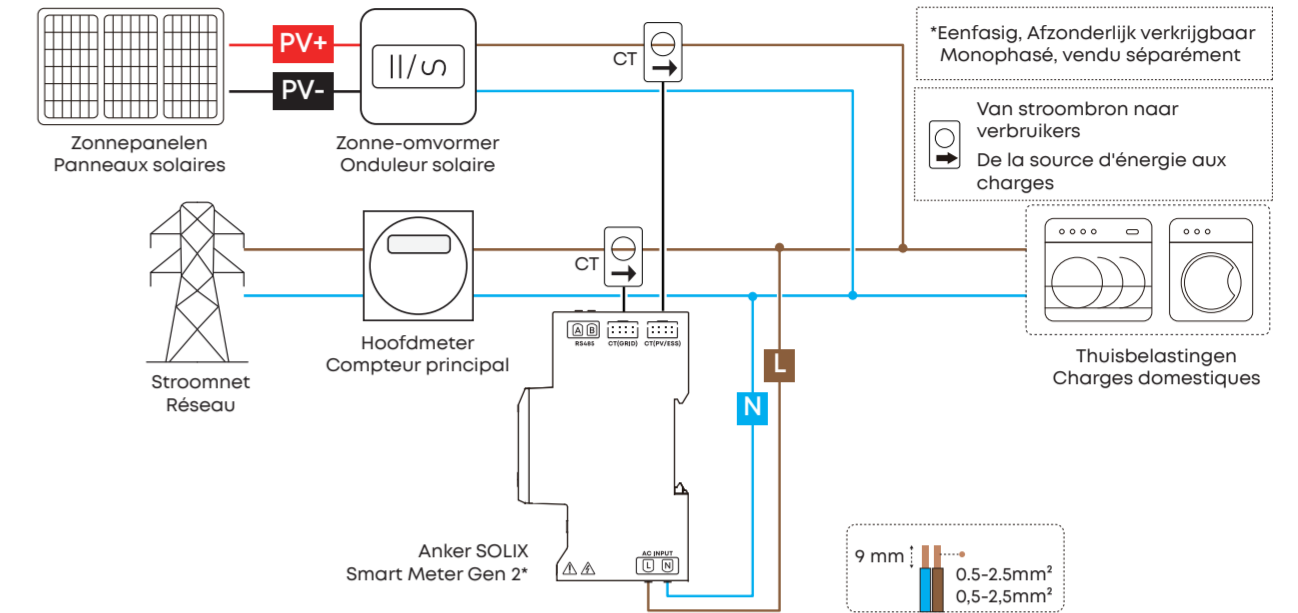 PV+
PV-
CT
Zonnepanelen
Panneaux solaires
Zonne-omvormer
Onduleur solaire
*Eenfasig, Afzonderlijk verkrijgbaar
Monophasé, vendu séparément
Van stroombron naar
verbruikers
De la source d'énergie aux
charges
CT
Stroomnet
Réseau
Hoofdmeter
Compteur principal
A B
RS485
CT(GRID)
CT(PV/ESS)
L
N
Thuisbelastingen
Charges domestiques
Anker SOLIX
Smart Meter Gen 2*
AC INPUT
L N
9 mm
0.5-2.5mm²
0,5-2,5mm²